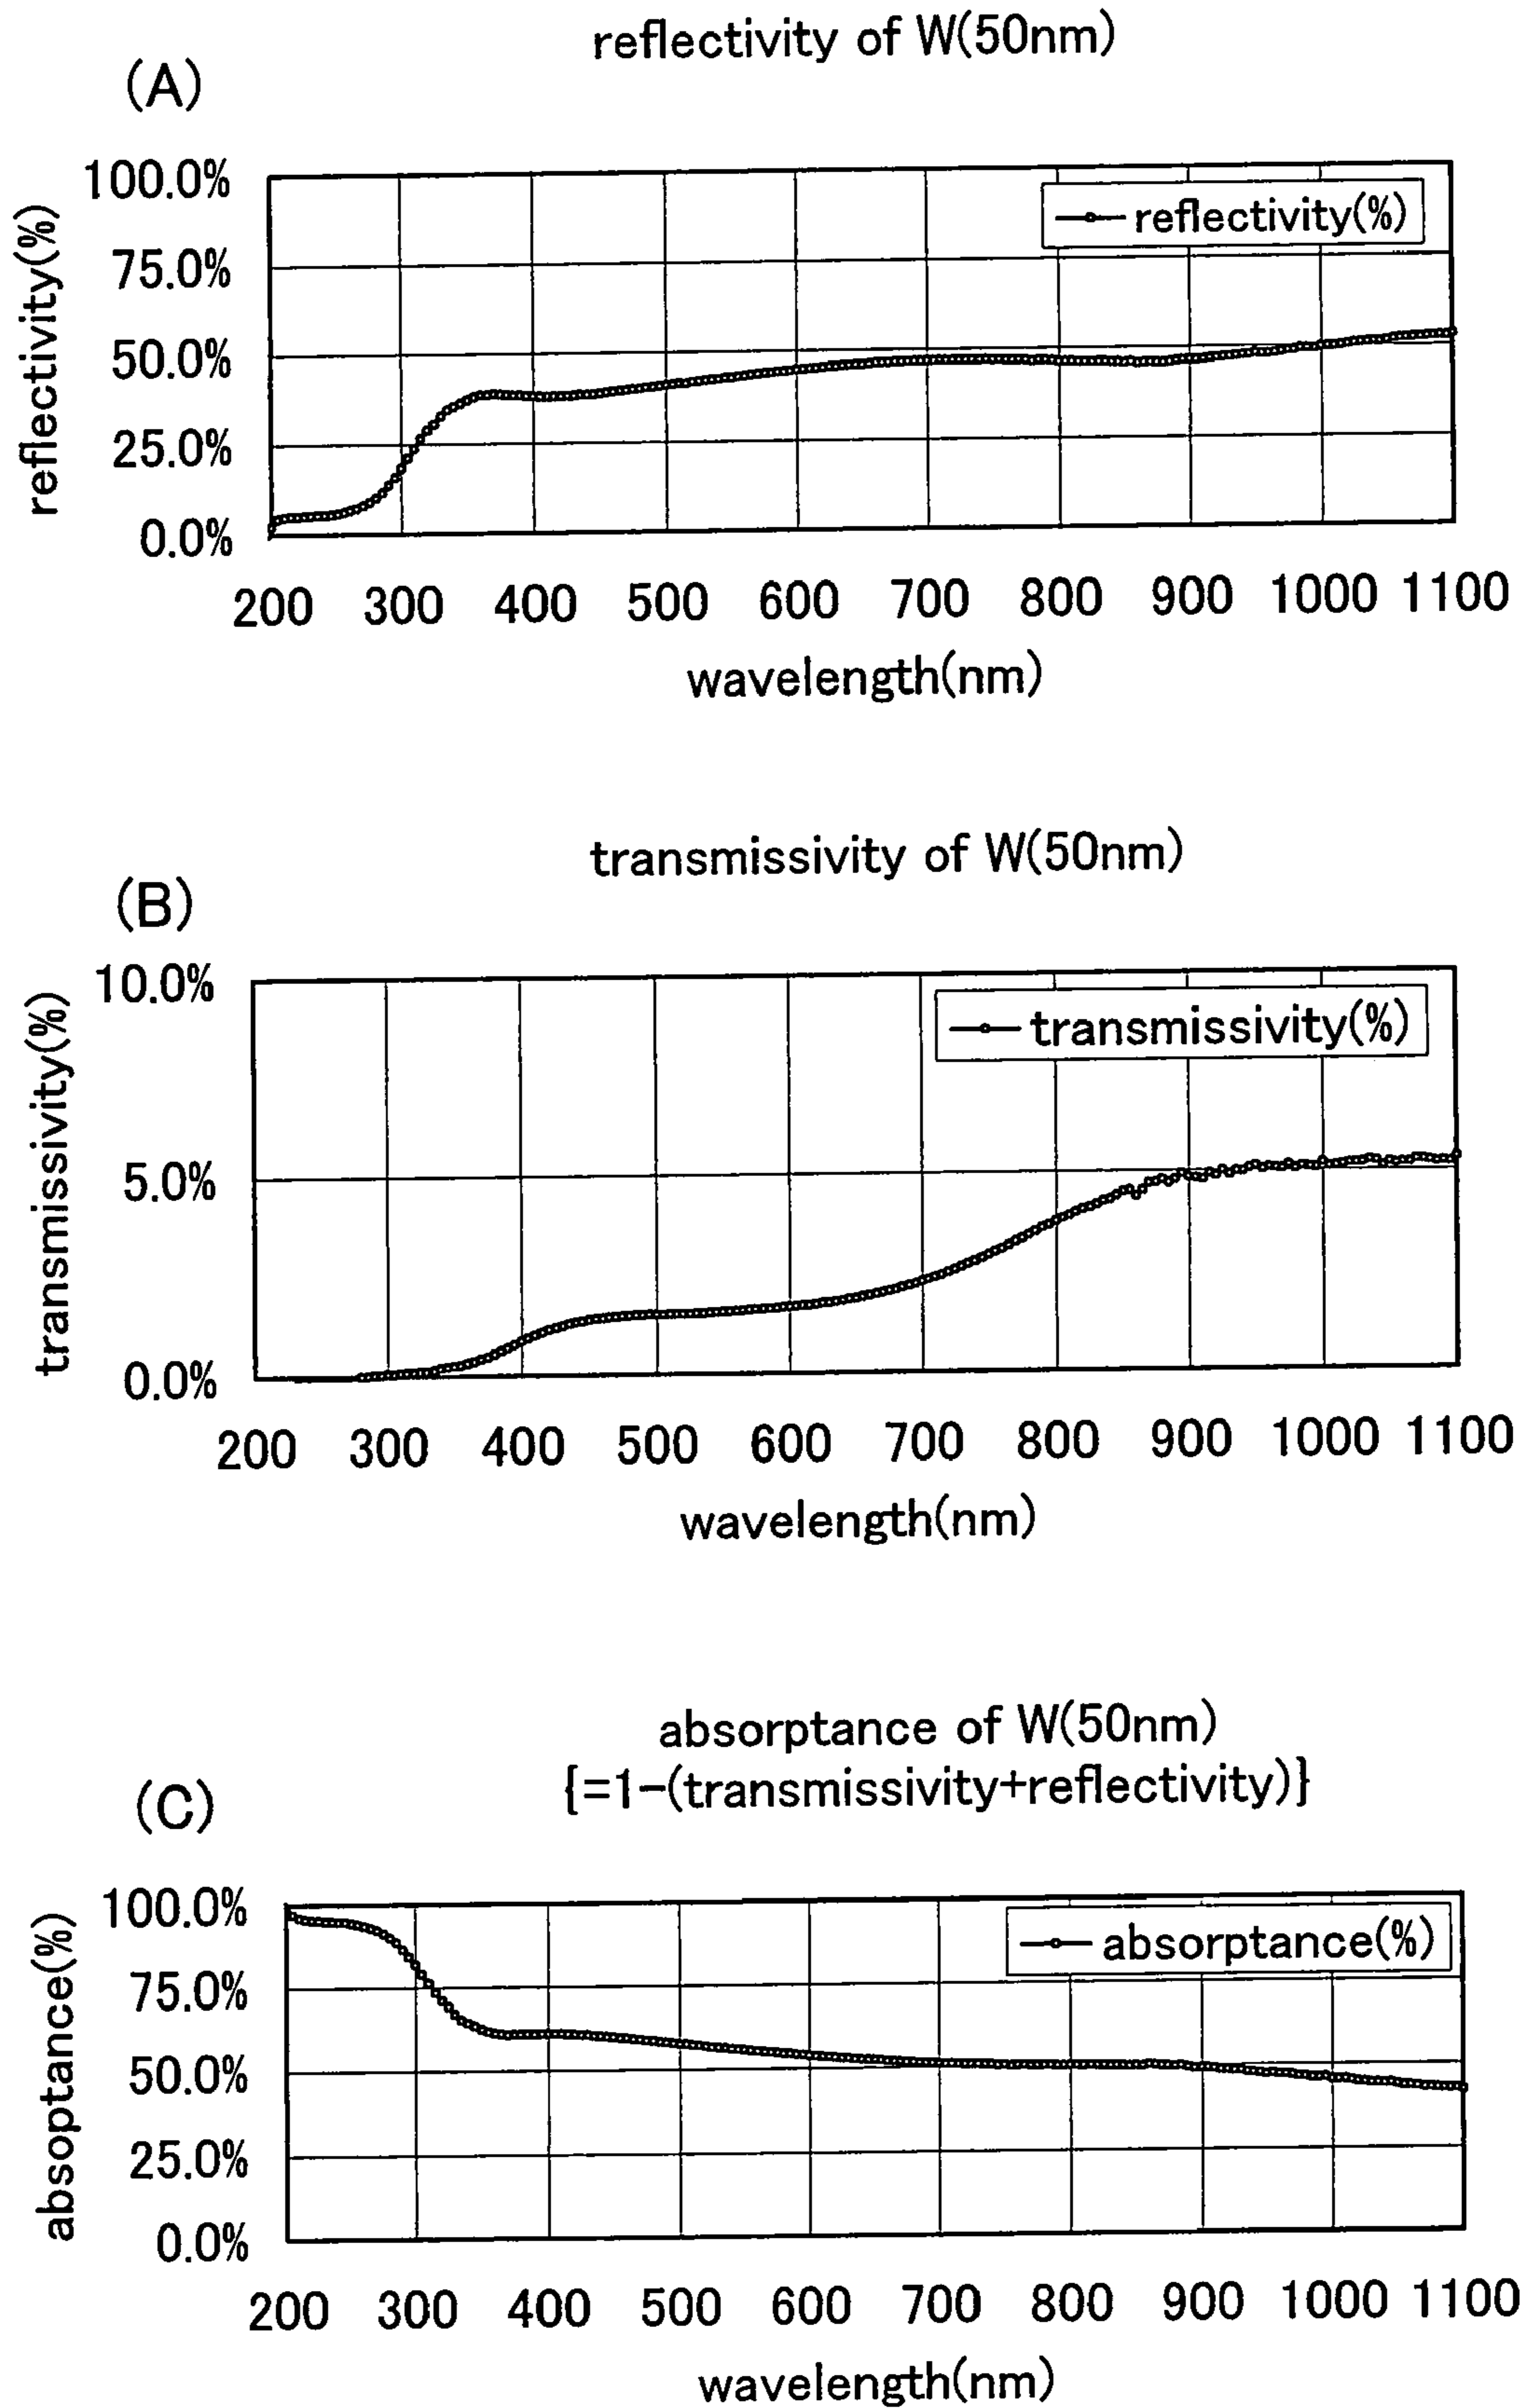 reflectivity of W(50nm)
(A)
100.0%
75.0%
50.0%
25.0%
0.0%
reflectivity(%)
reflectivity(%)
200 300 400 500 600 700 800 900 1000 1100
wavelength(nm)
transmissivity of W(50nm)
(B)
10.0%
5.0%
0.0%
transmissivity(%)
transmissivity(%)
200 300 400 500 600 700 800 900 1000 1100
wavelength(nm)
absorptance of W(50nm)
{=1-(transmissivity+reflectivity)}
(C)
100.0%
75.0%
50.0%
25.0%
0.0%
absoptance(%)
absorptance(%)
200 300 400 500 600 700 800 900 1000 1100
wavelength(nm)